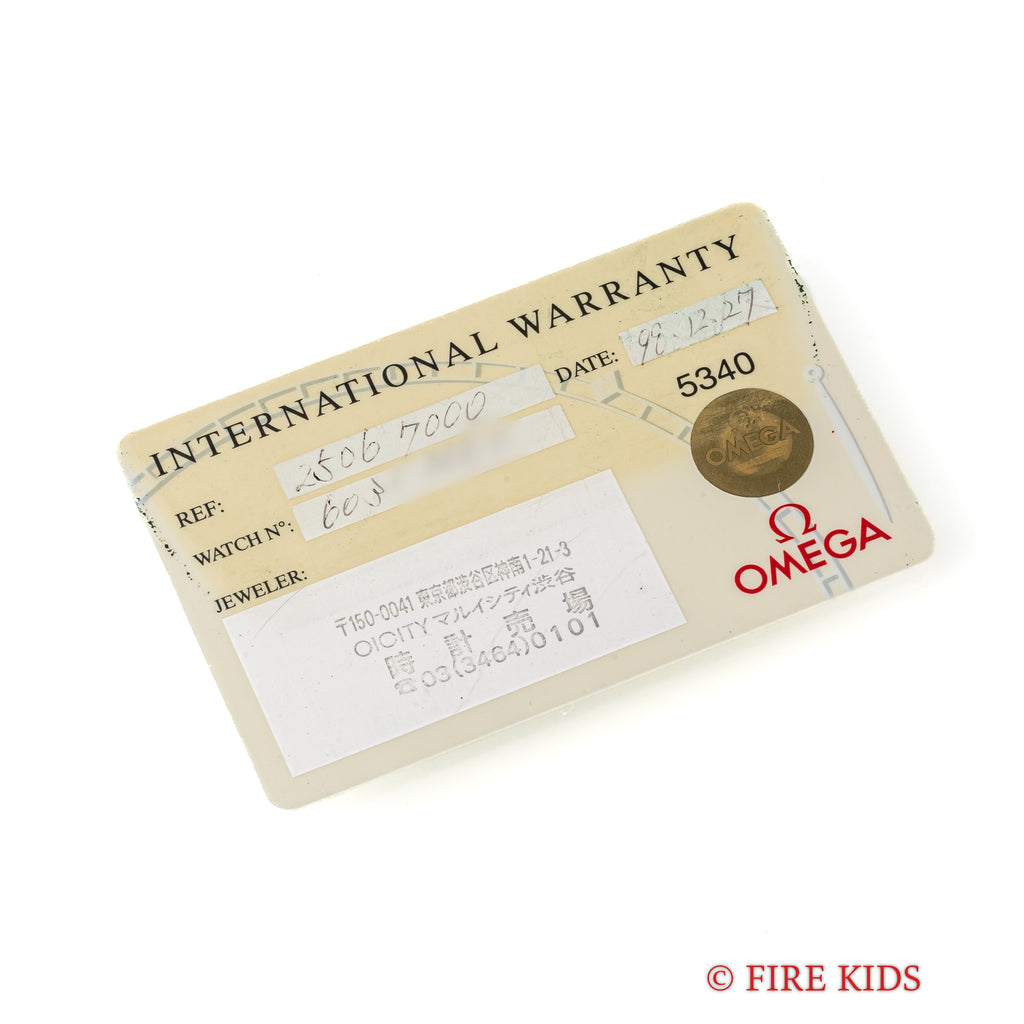 INTERNATIONAL WARRANTY
REF: 2506 7000
DATE: 98.12.27
WATCH Nº: 605
5340
OMEGA
JEWELER:
〒150-0041 東京都渋谷区神南1-21-3
OICITY マルイシティ渋谷
時計売場
☎03(3464)0101
Ω
OMEGA
© FIRE KIDS